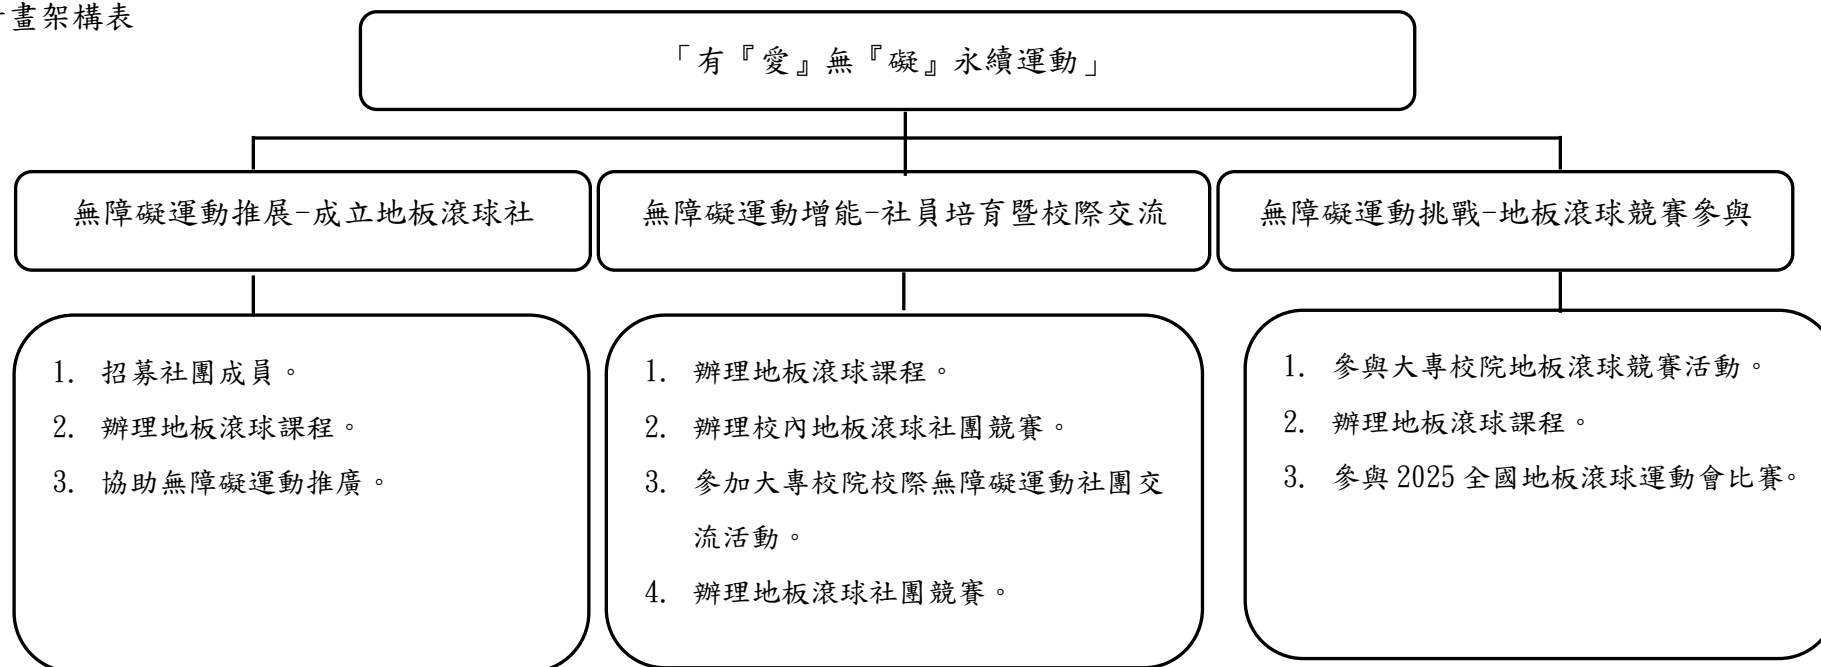 畫架構表
「有『愛』無『礙』永續運動」
無障礙運動推展-成立地板滾球社
無障礙運動增能-社員培育暨校際交流
無障礙運動挑戰-地板滾球競賽參與
1. 招募社團成員。
2. 辦理地板滾球課程。
3. 協助無障礙運動推廣。
1. 辦理地板滾球課程。
2. 辦理校內地板滾球社團競賽。
3. 參加大專校院校際無障礙運動社團交
流活動。
4. 辦理地板滾球社團競賽。
1. 參與大專校院地板滾球競賽活動。
2. 辦理地板滾球課程。
3. 參與 2025 全國地板滾球運動會比賽。